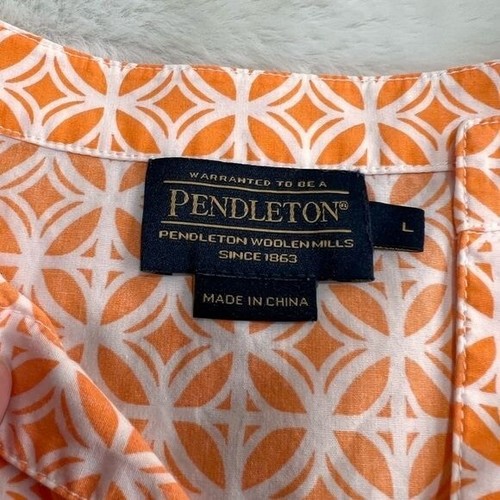 WARRANTED TO BE A
PENDLETON®
PENDLETON WOOLEN MILLS
SINCE 1863
L
MADE IN CHINA